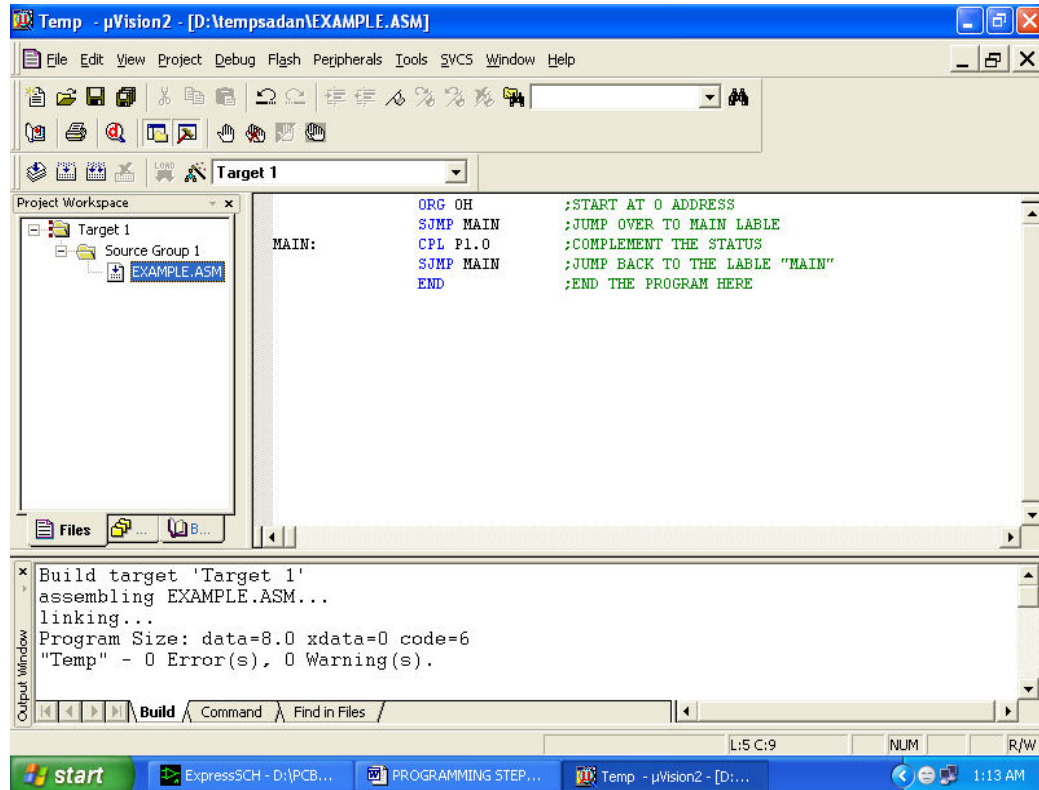 Temp - µVision2 - [D:\tempsadan\EXAMPLE.ASM]
File Edit View Project Debug Flash Peripherals Tools SVCS Window Help
LOAD Target 1
Project Workspace
Target 1
Source Group 1
EXAMPLE.ASM
Files ... B...
ORG 0H ;START AT 0 ADDRESS
SJMP MAIN ;JUMP OVER TO MAIN LABLE
MAIN: CPL P1.0 ;COMPLEMENT THE STATUS
SJMP MAIN ;JUMP BACK TO THE LABLE "MAIN"
END ;END THE PROGRAM HERE
Build target 'Target 1'
assembling EXAMPLE.ASM...
linking...
Program Size: data=8.0 xdata=0 code=6
"Temp" - 0 Error(s), 0 Warning(s).
Output Window
Build Command Find in Files
L:5 C:9 NUM R/W
start ExpressSCH - D:\PCB... PROGRAMMING STEP... Temp - µVision2 - [D:... 1:13 AM